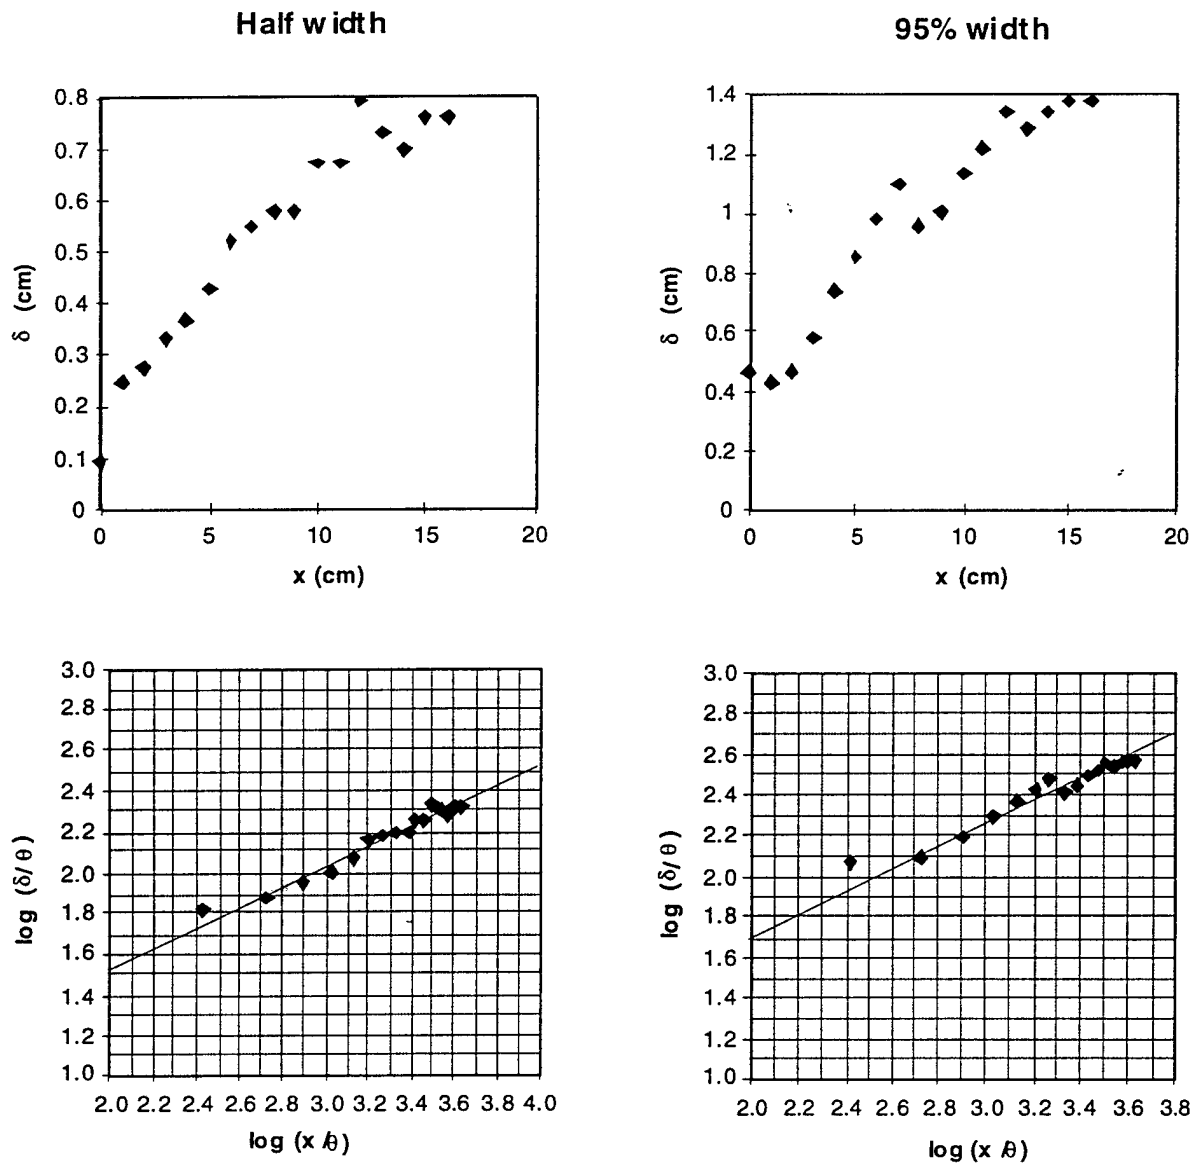 Half width
95% width
0.8
0.7
0.6
0.5
0.4
0.3
0.2
0.1
0
δ (cm)
0 5 10 15 20
x (cm)
1.4
1.2
1
0.8
0.6
0.4
0.2
0
δ (cm)
0 5 10 15 20
x (cm)
3.0
2.8
2.6
2.4
2.2
2.0
1.8
1.6
1.4
1.2
1.0
log (δ/θ)
2.0 2.2 2.4 2.6 2.8 3.0 3.2 3.4 3.6 3.8 4.0
log (x/θ)
3.0
2.8
2.6
2.4
2.2
2.0
1.8
1.6
1.4
1.2
1.0
log (δ/θ)
2.0 2.2 2.4 2.6 2.8 3.0 3.2 3.4 3.6 3.8
log (x/θ)